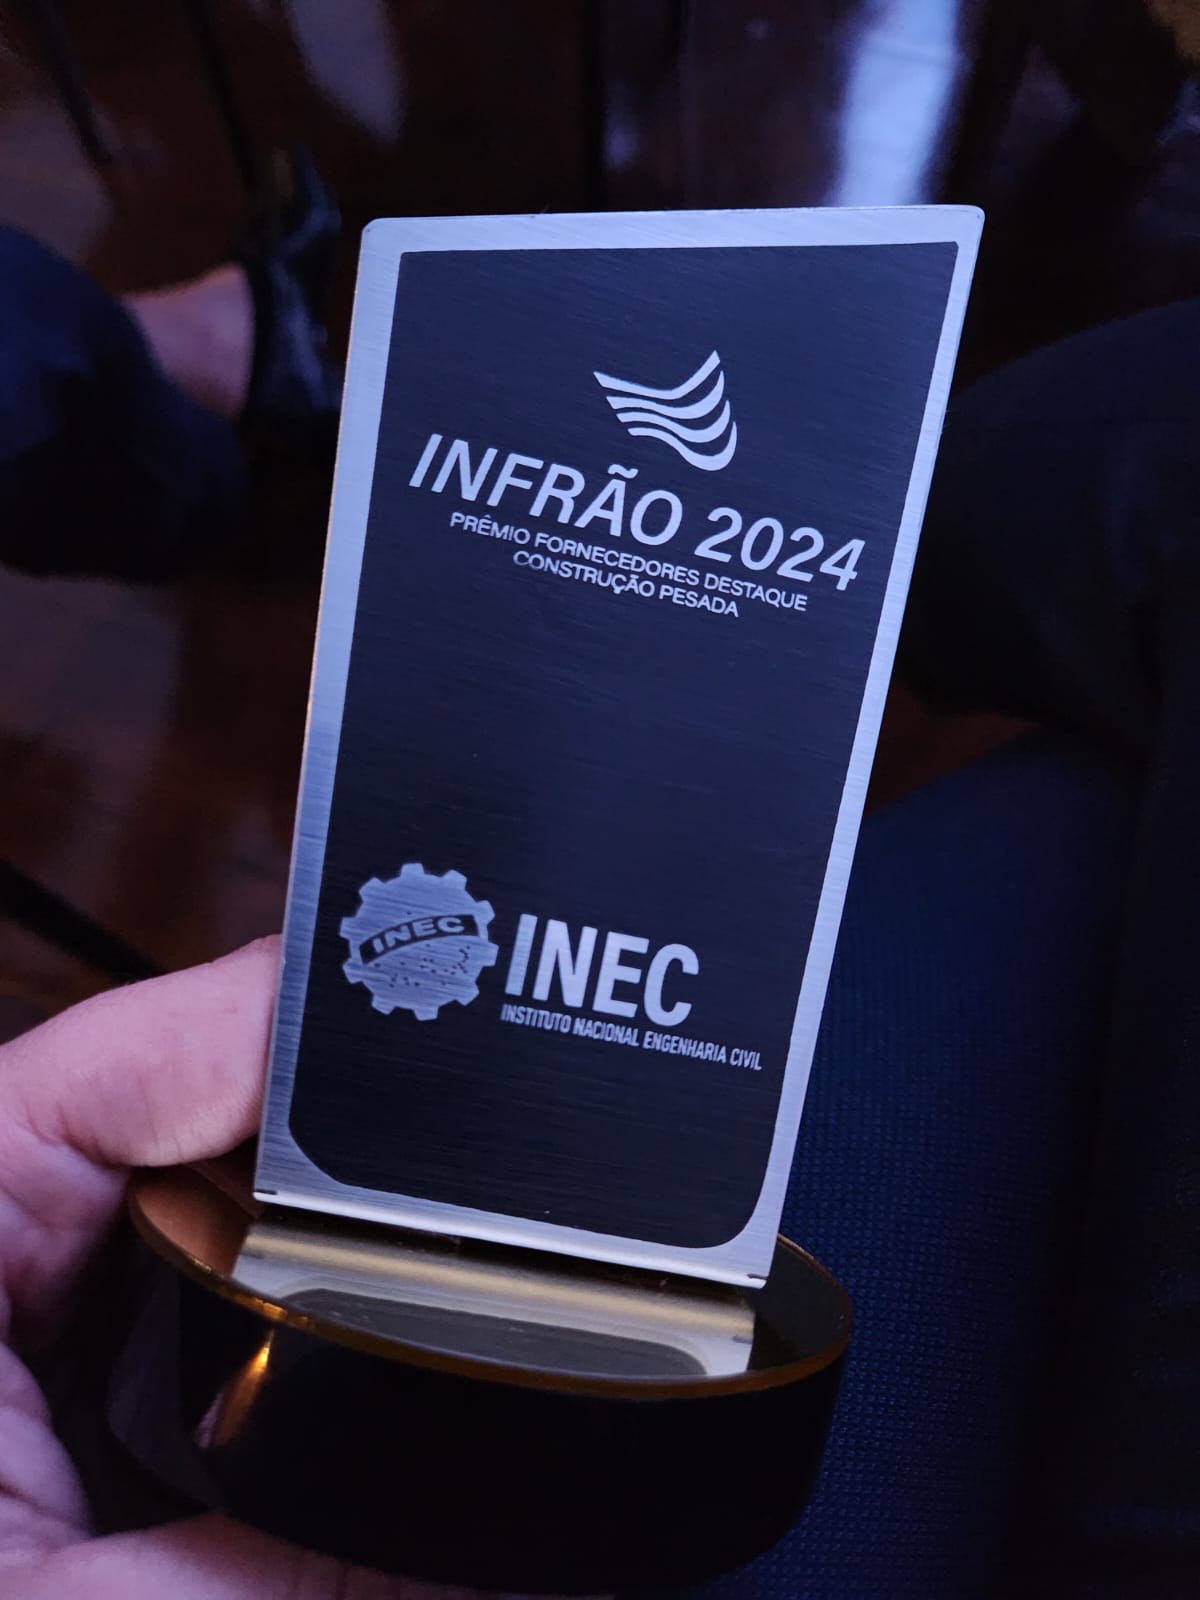 INFRÃO 2024
PRÊMIO FORNECEDORES DESTAQUE
CONSTRUÇÃO PESADA
INEC
INEC
INSTITUTO NACIONAL ENGENHARIA CIVIL